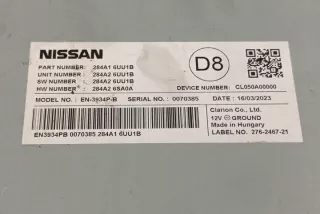 NISSAN
D8
PART NUMBER : 284A1 6UU1B
UNIT NUMBER : 284A2 6UU1B
SW NUMBER : 284A2 6UU1B
HW NUMBER : 284A2 6SA0A
DEVICE NUMBER: CL050A00000
MODEL NO. : EN-3934P-B SERIAL NO. : 0070385 DATE : 16/03/2023
Clarion Co., Ltd.
12V ⊖ GROUND
Made in Hungary
EN3934PB 0070385 284A1 6UU1B
LABEL NO. 276-2467-21